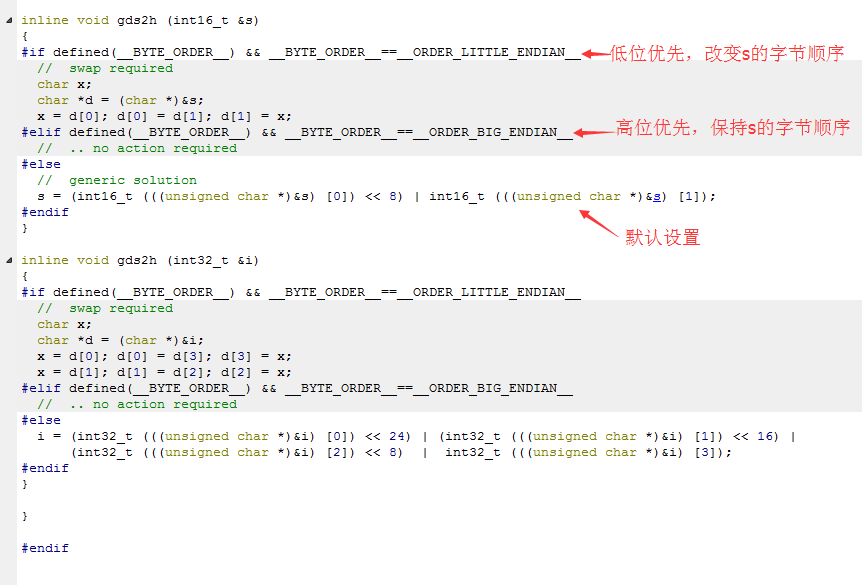 inline void gds2h (int16_t &s)
{
#if defined(__BYTE_ORDER__) && __BYTE_ORDER__==__ORDER_LITTLE_ENDIAN__ 低位优先，改变s的字节顺序
// swap required
char x;
char *d = (char *)&s;
x = d[0]; d[0] = d[1]; d[1] = x;
#elif defined(__BYTE_ORDER__) && __BYTE_ORDER__==__ORDER_BIG_ENDIAN__ 高位优先，保持s的字节顺序
// .. no action required
#else
// generic solution
s = (int16_t (((unsigned char *)&s) [0]) << 8) | int16_t (((unsigned char *)&s) [1]);
#endif
}
默认设置
inline void gds2h (int32_t &i)
{
#if defined(__BYTE_ORDER__) && __BYTE_ORDER__==__ORDER_LITTLE_ENDIAN__
// swap required
char x;
char *d = (char *)&i;
x = d[0]; d[0] = d[3]; d[3] = x;
x = d[1]; d[1] = d[2]; d[2] = x;
#elif defined(__BYTE_ORDER__) && __BYTE_ORDER__==__ORDER_BIG_ENDIAN__
// .. no action required
#else
i = (int32_t (((unsigned char *)&i) [0]) << 24) | (int32_t (((unsigned char *)&i) [1]) << 16) |
(int32_t (((unsigned char *)&i) [2]) << 8) | int32_t (((unsigned char *)&i) [3]);
#endif
}
}
#endif